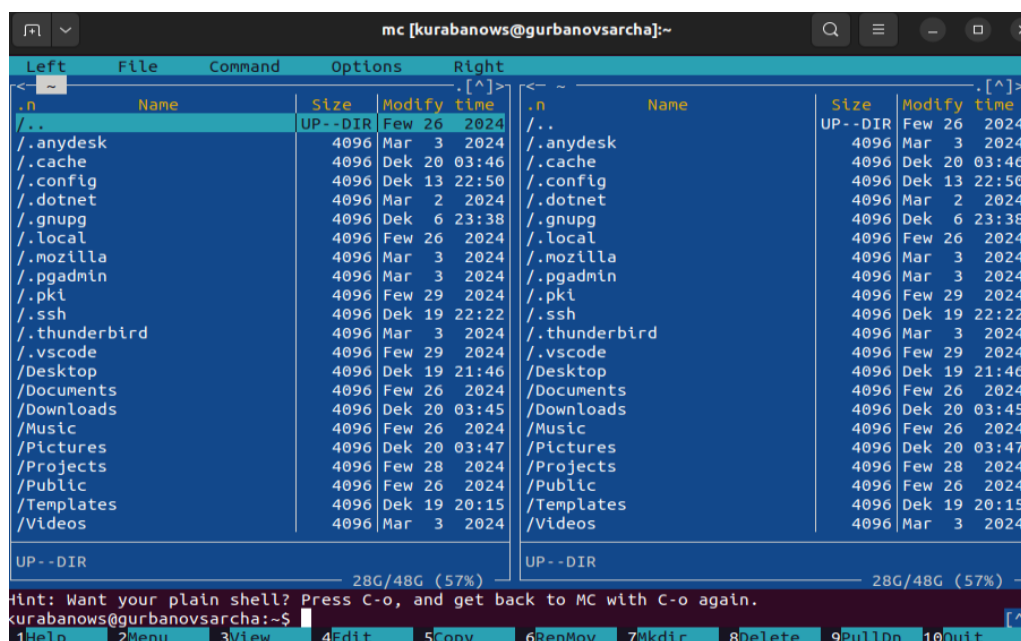 mc [kurabanows@gurbanovsarcha]:~
Left File Command Options Right
<─ ~ .[^]> <─ ~ .[^]>
.n Name Size Modify time .n Name Size Modify time
/.. UP--DIR Few 26 2024 /.. UP--DIR Few 26 2024
/.anydesk 4096 Mar 3 2024 /.anydesk 4096 Mar 3 2024
/.cache 4096 Dek 20 03:46 /.cache 4096 Dek 20 03:46
/.config 4096 Dek 13 22:50 /.config 4096 Dek 13 22:50
/.dotnet 4096 Mar 2 2024 /.dotnet 4096 Mar 2 2024
/.gnupg 4096 Dek 6 23:38 /.gnupg 4096 Dek 6 23:38
/.local 4096 Few 26 2024 /.local 4096 Few 26 2024
/.mozilla 4096 Mar 3 2024 /.mozilla 4096 Mar 3 2024
/.pgadmin 4096 Mar 3 2024 /.pgadmin 4096 Mar 3 2024
/.pki 4096 Few 29 2024 /.pki 4096 Few 29 2024
/.ssh 4096 Dek 19 22:22 /.ssh 4096 Dek 19 22:22
/.thunderbird 4096 Mar 3 2024 /.thunderbird 4096 Mar 3 2024
/.vscode 4096 Few 29 2024 /.vscode 4096 Few 29 2024
/Desktop 4096 Dek 19 21:46 /Desktop 4096 Dek 19 21:46
/Documents 4096 Few 26 2024 /Documents 4096 Few 26 2024
/Downloads 4096 Dek 20 03:45 /Downloads 4096 Dek 20 03:45
/Music 4096 Few 26 2024 /Music 4096 Few 26 2024
/Pictures 4096 Dek 20 03:47 /Pictures 4096 Dek 20 03:47
/Projects 4096 Few 28 2024 /Projects 4096 Few 28 2024
/Public 4096 Few 26 2024 /Public 4096 Few 26 2024
/Templates 4096 Dek 19 20:15 /Templates 4096 Dek 19 20:15
/Videos 4096 Mar 3 2024 /Videos 4096 Mar 3 2024
UP--DIR UP--DIR
28G/48G (57%) 28G/48G (57%)
Hint: Want your plain shell? Press C-o, and get back to MC with C-o again.
kurabanows@gurbanovsarcha:~$ [^
1Help 2Menu 3View 4Edit 5Copy 6RenMov 7Mkdir 8Delete 9PullDn 10Quit